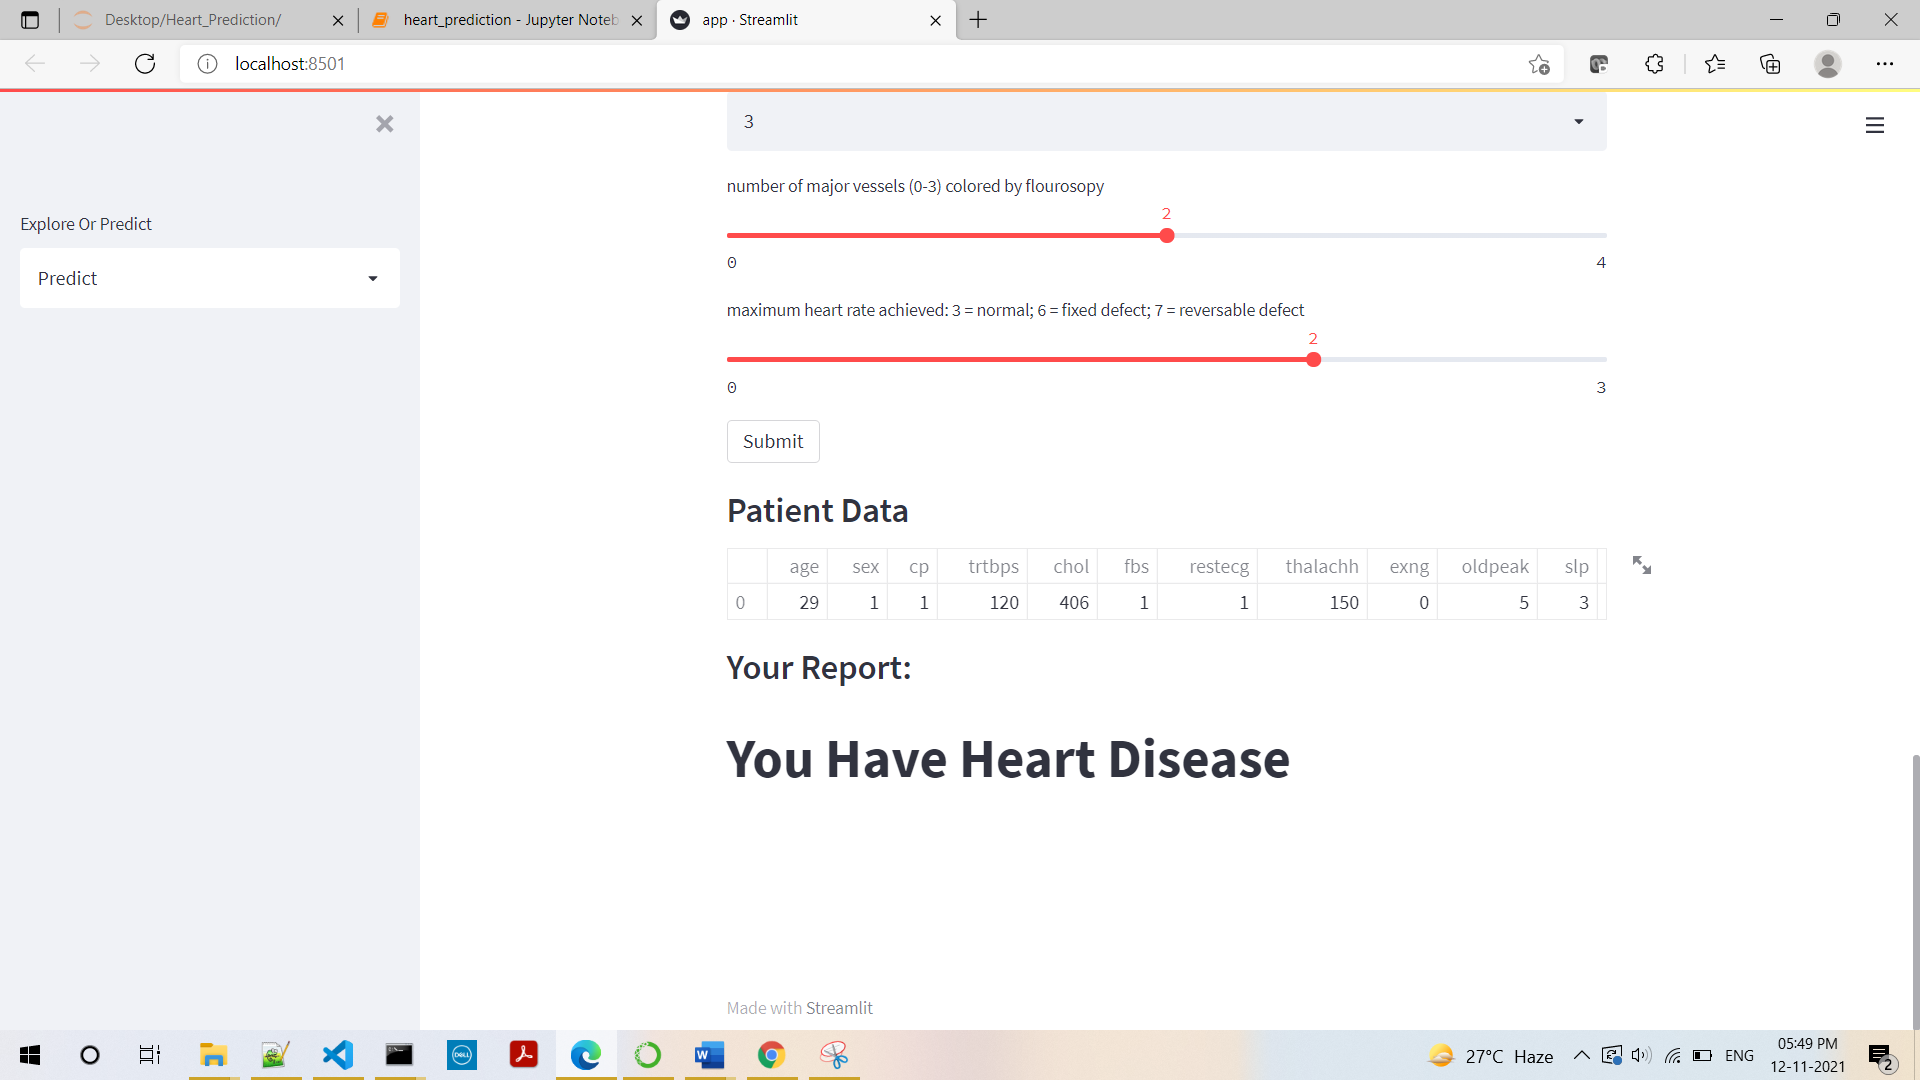 Desktop/Heart_Prediction/
heart_prediction - Jupyter Noteb
app · Streamlit
localhost:8501
3
number of major vessels (0-3) colored by flourosopy
2
0 4
Explore Or Predict
Predict
maximum heart rate achieved: 3 = normal; 6 = fixed defect; 7 = reversable defect
2
0 3
Submit
Patient Data
age sex cp trtbps chol fbs restecg thalachh exng oldpeak slp
0 29 1 1 120 406 1 1 150 0 5 3
Your Report:
You Have Heart Disease
Made with Streamlit
DELL
W
27°C Haze
ENG
05:49 PM
12-11-2021
2